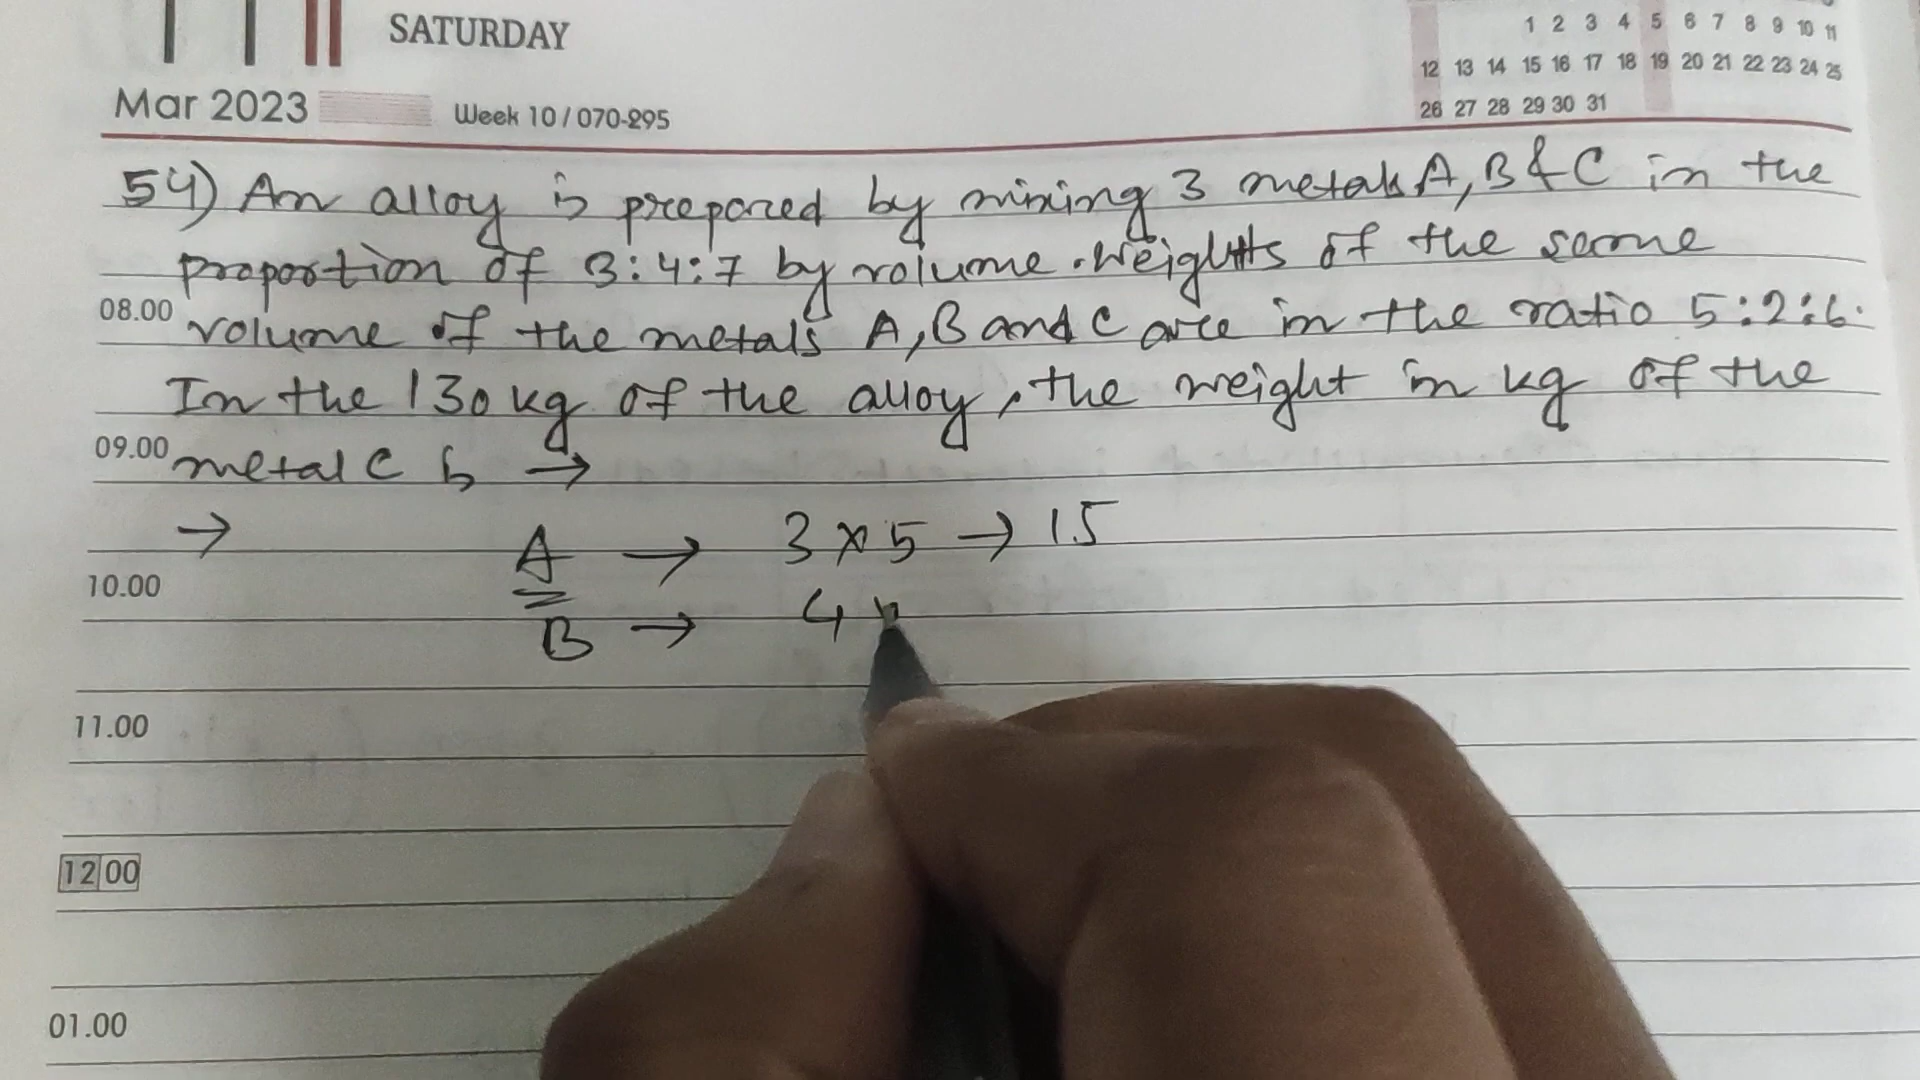 SATURDAY
Mar 2023 Week 10 / 070-295
1 2 3 4 5 6 7 8 9 10 11
12 13 14 15 16 17 18 19 20 21 22 23 24 25
26 27 28 29 30 31
54) An alloy is prepared by mixing 3 metals A, B & C in the
proportion of 3:4:7 by volume. Weights of the same
08.00 volume of the metals A, B and C are in the ratio 5:2:6.
In the 130 kg of the alloy, the weight in kg of the
09.00 metal C is →
→ A → 3 × 5 → 15
10.00
B → 4
11.00
12 00
01.00